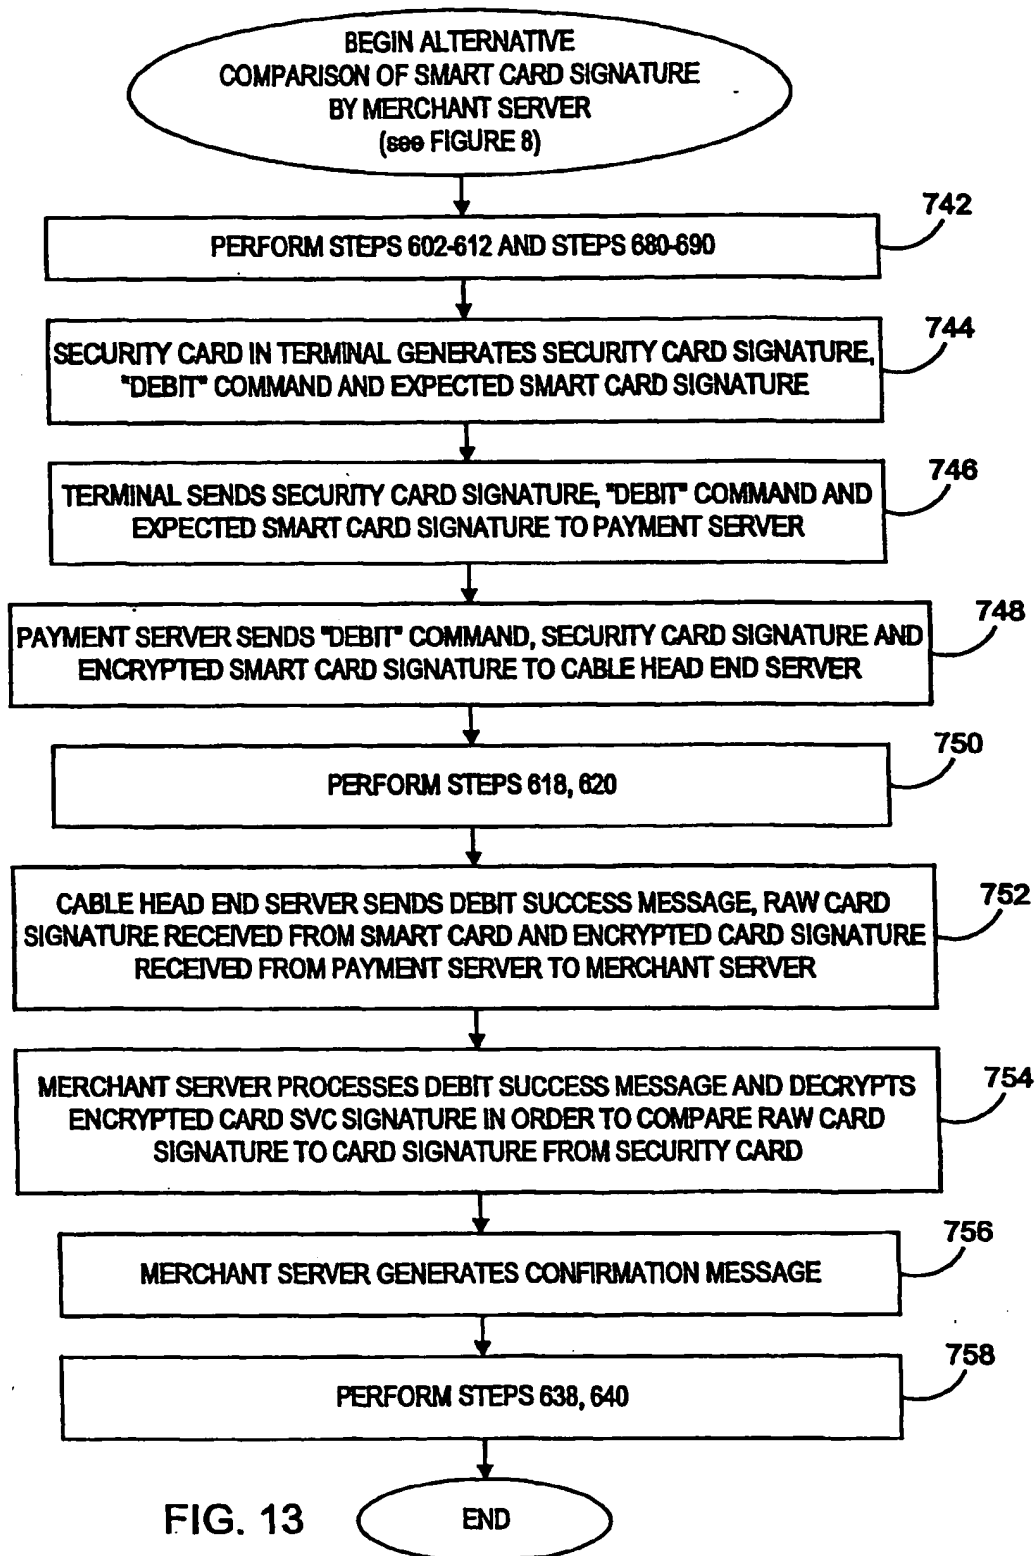 BEGIN ALTERNATIVE
COMPARISON OF SMART CARD SIGNATURE
BY MERCHANT SERVER
(see FIGURE 8)
742
PERFORM STEPS 602-612 AND STEPS 680-690
744
SECURITY CARD IN TERMINAL GENERATES SECURITY CARD SIGNATURE,
"DEBIT" COMMAND AND EXPECTED SMART CARD SIGNATURE
746
TERMINAL SENDS SECURITY CARD SIGNATURE, "DEBIT" COMMAND AND
EXPECTED SMART CARD SIGNATURE TO PAYMENT SERVER
748
PAYMENT SERVER SENDS "DEBIT" COMMAND, SECURITY CARD SIGNATURE AND
ENCRYPTED SMART CARD SIGNATURE TO CABLE HEAD END SERVER
750
PERFORM STEPS 618, 620
752
CABLE HEAD END SERVER SENDS DEBIT SUCCESS MESSAGE, RAW CARD
SIGNATURE RECEIVED FROM SMART CARD AND ENCRYPTED CARD SIGNATURE
RECEIVED FROM PAYMENT SERVER TO MERCHANT SERVER
754
MERCHANT SERVER PROCESSES DEBIT SUCCESS MESSAGE AND DECRYPTS
ENCRYPTED CARD SVC SIGNATURE IN ORDER TO COMPARE RAW CARD
SIGNATURE TO CARD SIGNATURE FROM SECURITY CARD
756
MERCHANT SERVER GENERATES CONFIRMATION MESSAGE
758
PERFORM STEPS 638, 640
END
FIG. 13